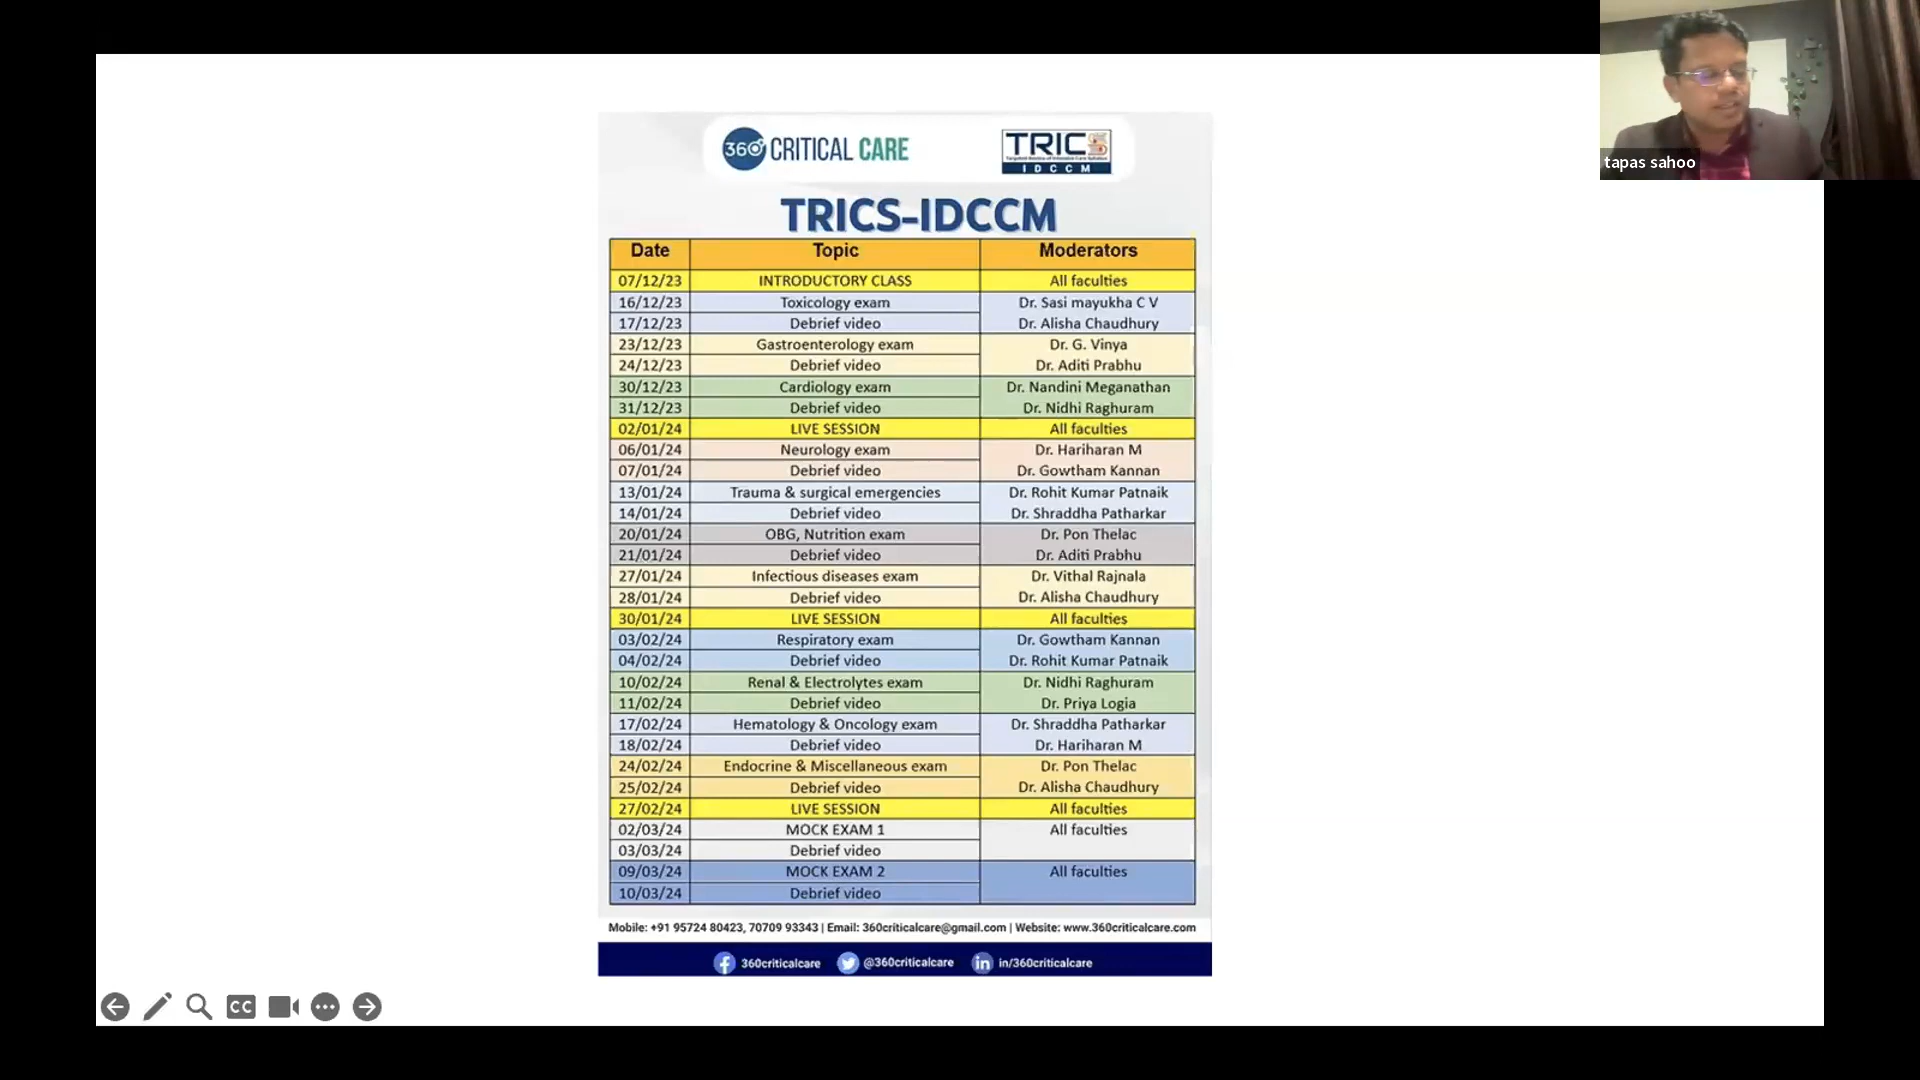 tapas sahoo
360 CRITICAL CARE
TRICS
Targeted Review of Intensive Care Syllabus
IDCCM
TRICS-IDCCM
Date Topic Moderators
07/12/23 INTRODUCTORY CLASS All faculties
16/12/23 Toxicology exam Dr. Sasi mayukha C V
17/12/23 Debrief video Dr. Alisha Chaudhury
23/12/23 Gastroenterology exam Dr. G. Vinya
24/12/23 Debrief video Dr. Aditi Prabhu
30/12/23 Cardiology exam Dr. Nandini Meganathan
31/12/23 Debrief video Dr. Nidhi Raghuram
02/01/24 LIVE SESSION All faculties
06/01/24 Neurology exam Dr. Hariharan M
07/01/24 Debrief video Dr. Gowtham Kannan
13/01/24 Trauma & surgical emergencies Dr. Rohit Kumar Patnaik
14/01/24 Debrief video Dr. Shraddha Patharkar
20/01/24 OBG, Nutrition exam Dr. Pon Thelac
21/01/24 Debrief video Dr. Aditi Prabhu
27/01/24 Infectious diseases exam Dr. Vithal Rajnala
28/01/24 Debrief video Dr. Alisha Chaudhury
30/01/24 LIVE SESSION All faculties
03/02/24 Respiratory exam Dr. Gowtham Kannan
04/02/24 Debrief video Dr. Rohit Kumar Patnaik
10/02/24 Renal & Electrolytes exam Dr. Nidhi Raghuram
11/02/24 Debrief video Dr. Priya Logia
17/02/24 Hematology & Oncology exam Dr. Shraddha Patharkar
18/02/24 Debrief video Dr. Hariharan M
24/02/24 Endocrine & Miscellaneous exam Dr. Pon Thelac
25/02/24 Debrief video Dr. Alisha Chaudhury
27/02/24 LIVE SESSION All faculties
02/03/24 MOCK EXAM 1 All faculties
03/03/24 Debrief video
09/03/24 MOCK EXAM 2 All faculties
10/03/24 Debrief video
Mobile: +91 95724 80423, 70709 93343 | Email: 360criticalcare@gmail.com | Website: www.360criticalcare.com
360criticalcare @360criticalcare in/360criticalcare
CC